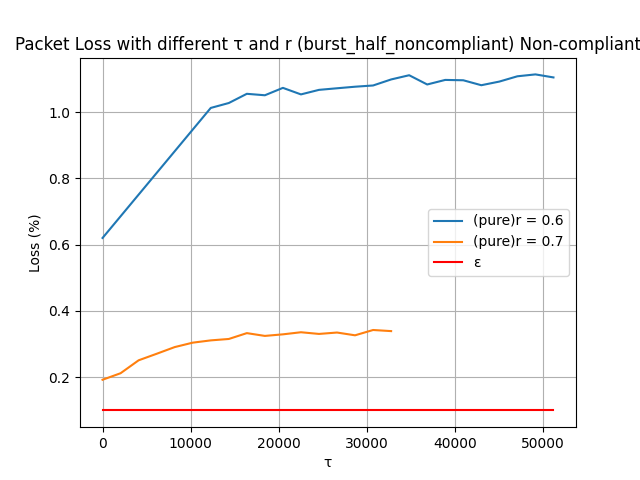 Packet Loss with different τ and r (burst_half_noncompliant) Non-compliant
Loss (%)
1.0
0.8
0.6
0.4
0.2
(pure)r = 0.6
(pure)r = 0.7
ε
0
10000
20000
30000
40000
50000
τ